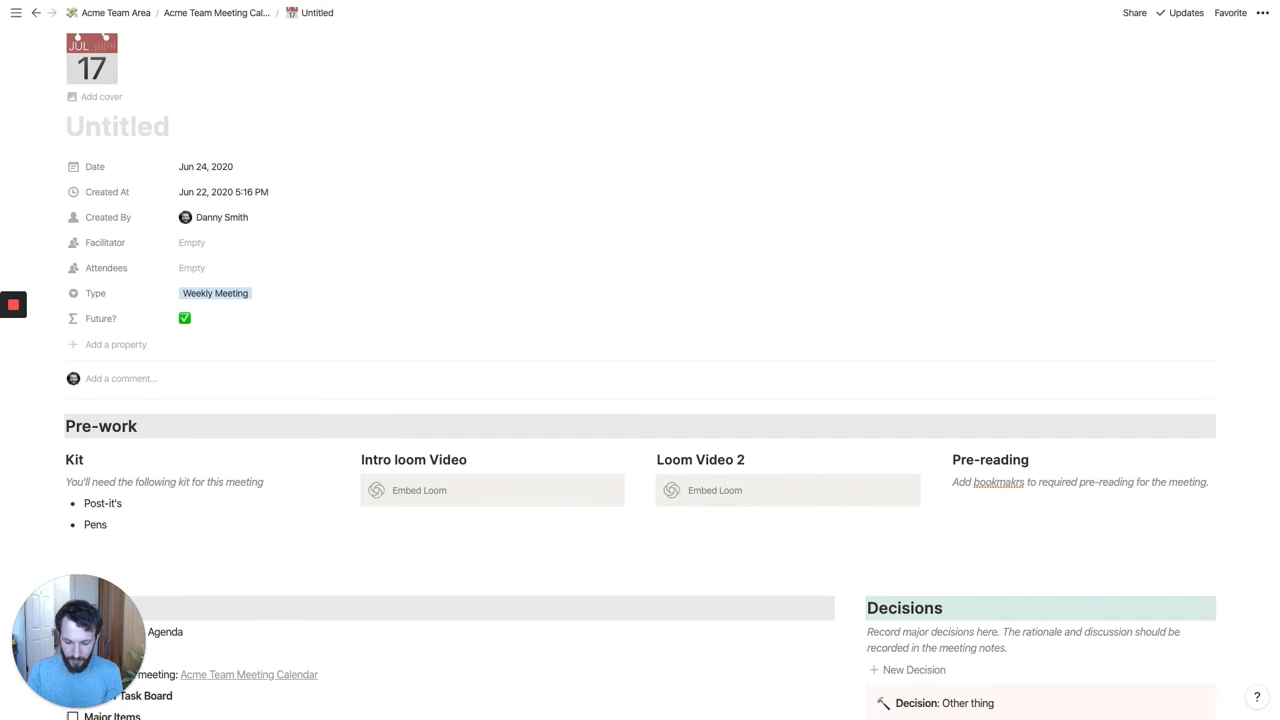 Acme Team Area / Acme Team Meeting Cal... / Untitled
Share Updates Favorite
JUL
17
Add cover
Untitled
Date Jun 24, 2020
Created At Jun 22, 2020 5:16 PM
Created By Danny Smith
Facilitator Empty
Attendees Empty
Type Weekly Meeting
Future?
Add a property
Add a comment...
Pre-work
Kit
You'll need the following kit for this meeting
• Post-it's
• Pens
Intro loom Video
Embed Loom
Loom Video 2
Embed Loom
Pre-reading
Add bookmakrs to required pre-reading for the meeting.
Agenda
meeting: Acme Team Meeting Calendar
Task Board
Major Items
Decisions
Record major decisions here. The rationale and discussion should be
recorded in the meeting notes.
+ New Decision
Decision: Other thing
?